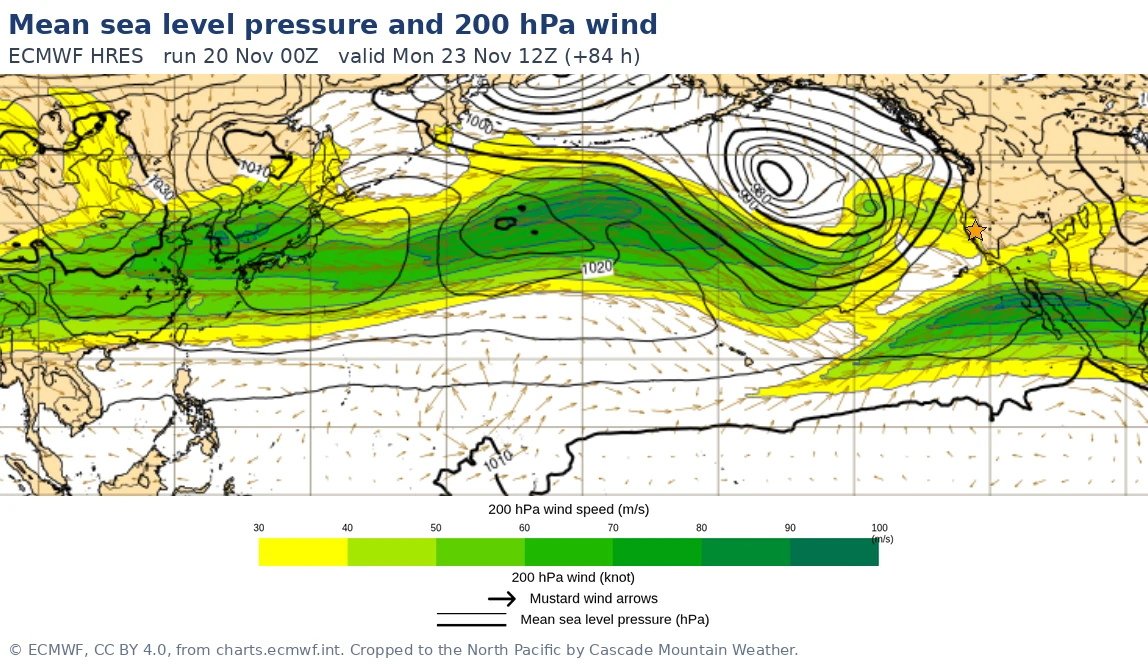 Mean sea level pressure and 200 hPa wind
ECMWF HRES run 20 Nov 00Z valid Mon 23 Nov 12Z (+84 h)
1000
1010
1030
980
990
1020
1010
200 hPa wind speed (m/s)
30 40 50 60 70 80 90 100
(m/s)
200 hPa wind (knot)
Mustard wind arrows
Mean sea level pressure (hPa)
© ECMWF, CC BY 4.0, from charts.ecmwf.int. Cropped to the North Pacific by Cascade Mountain Weather.